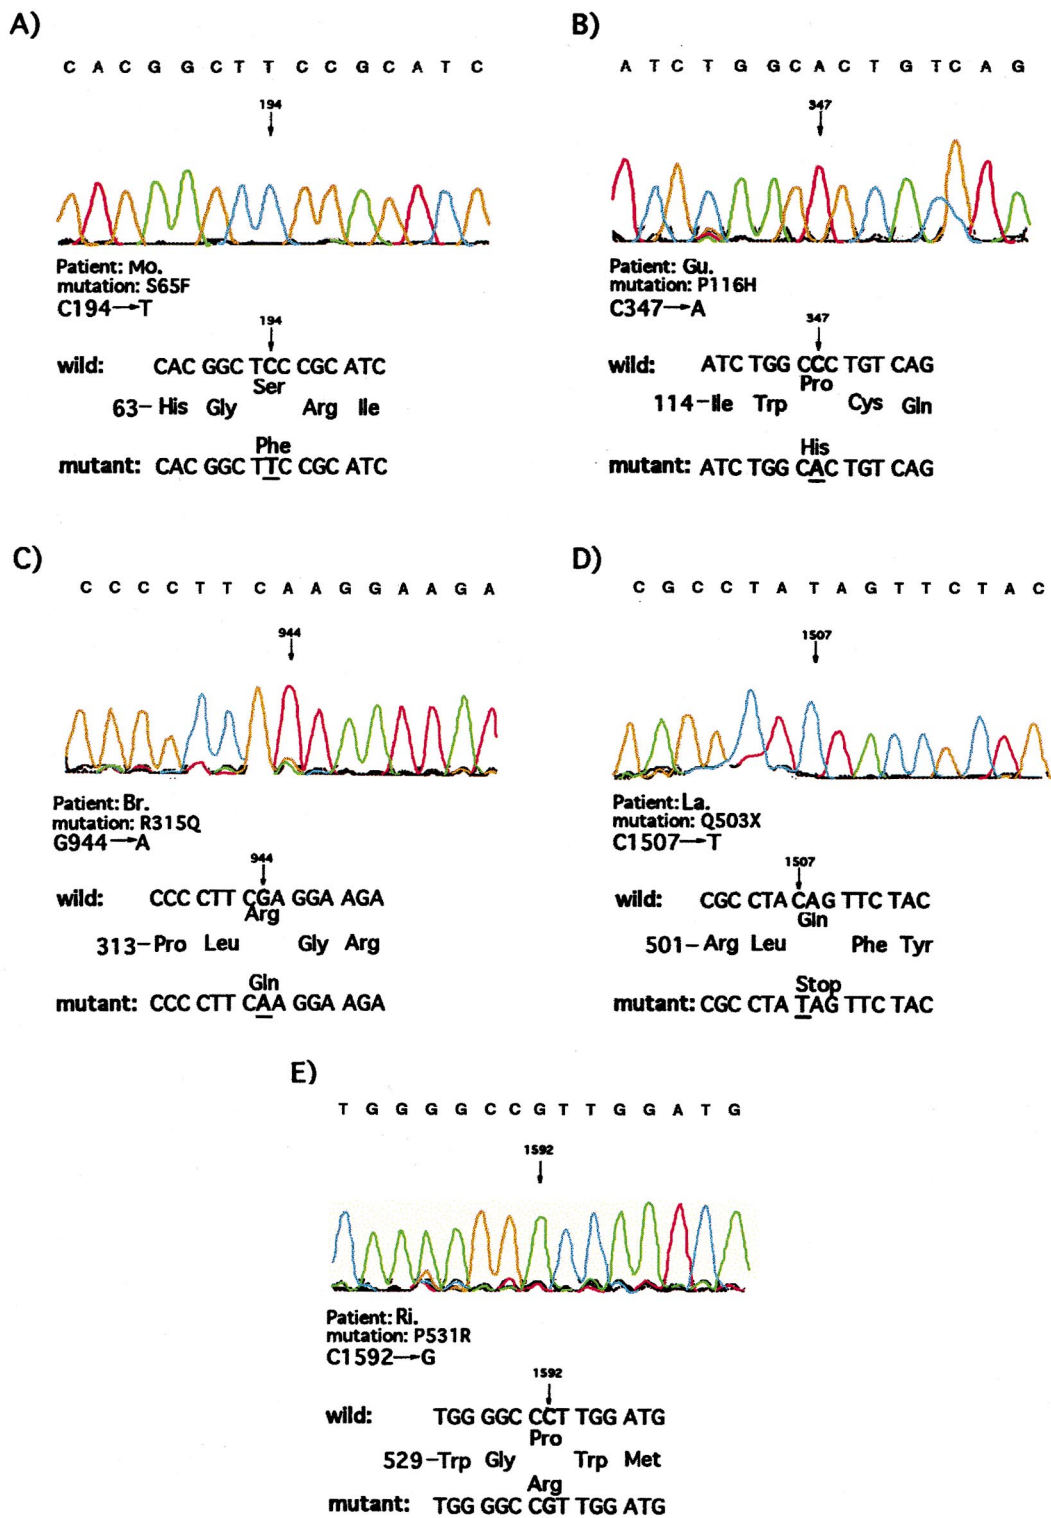 A)
C A C G G C T T C C G C A T C
194
Patient: Mo.
mutation: S65F
C194→T
194
wild: CAC GGC TCC CGC ATC
Ser
63- His Gly Arg Ile
Phe
mutant: CAC GGC TTC CGC ATC
B)
A T C T G G C A C T G T C A G
347
Patient: Gu.
mutation: P116H
C347→A
347
wild: ATC TGG CCC TGT CAG
Pro
114-Ile Trp Cys Gln
His
mutant: ATC TGG CAC TGT CAG
C)
C C C C T T C A A G G A A G A
944
Patient: Br.
mutation: R315Q
G944→A
944
wild: CCC CTT CGA GGA AGA
Arg
313-Pro Leu Gly Arg
Gln
mutant: CCC CTT CAA GGA AGA
D)
C G C C T A T A G T T C T A C
1507
Patient: La.
mutation: Q503X
C1507→T
1507
wild: CGC CTA CAG TTC TAC
Gln
501- Arg Leu Phe Tyr
Stop
mutant: CGC CTA TAG TTC TAC
E)
T G G G G C C G T T G G A T G
1592
Patient: Ri.
mutation: P531R
C1592→G
1592
wild: TGG GGC CCT TGG ATG
Pro
529-Trp Gly Trp Met
Arg
mutant: TGG GGC CGT TGG ATG